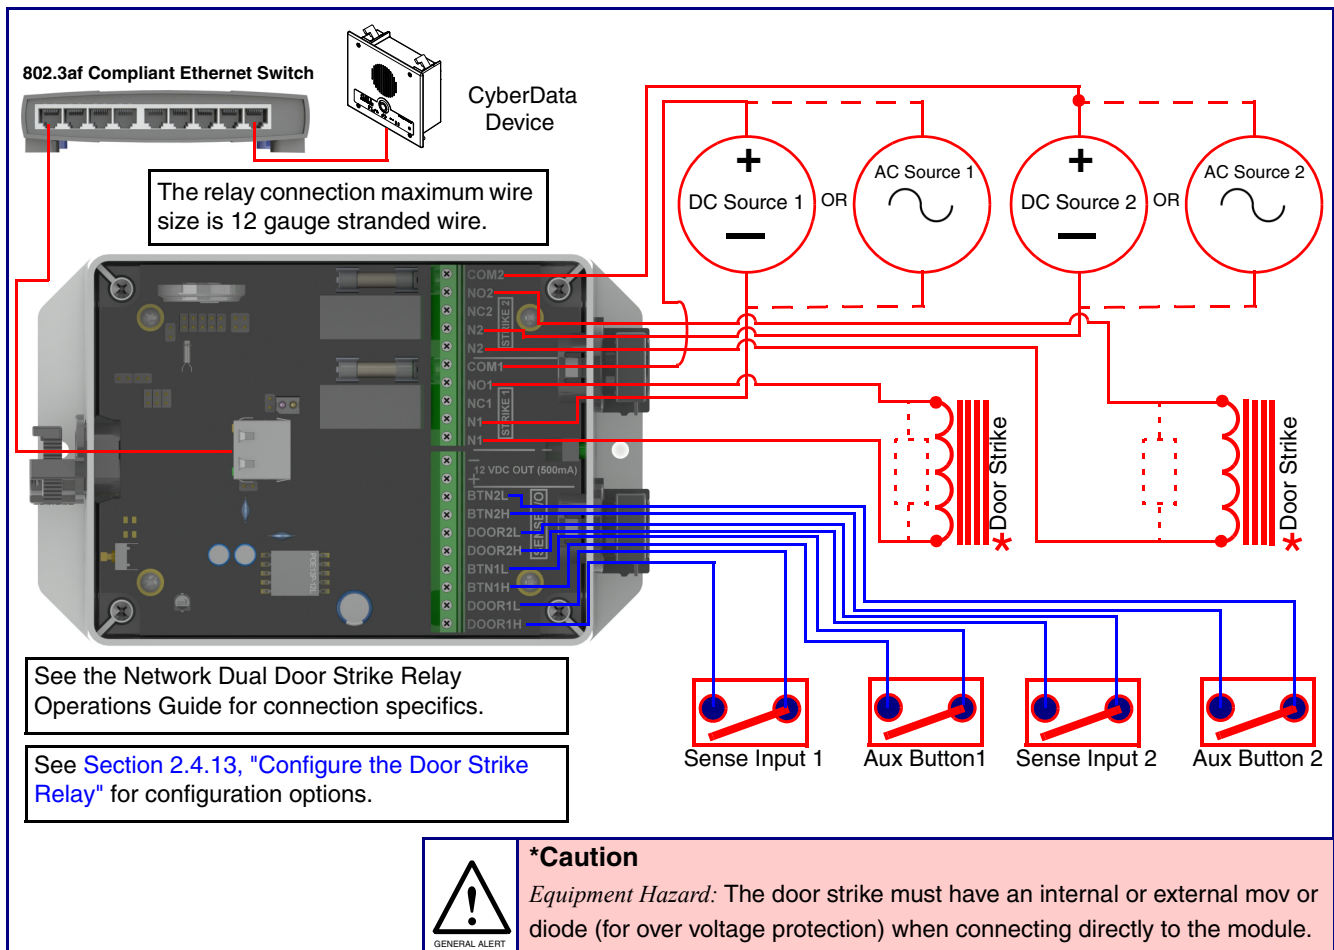 802.3af Compliant Ethernet Switch
CyberData
Device
The relay connection maximum wire
size is 12 gauge stranded wire.
+
DC Source 1
—
OR
AC Source 1
+
DC Source 2
—
OR
AC Source 2
COM2
NO2
NC2
N2
N2
STRIKE 2
COM1
NO1
NC1
N1
N1
STRIKE 1
−
+
12 VDC OUT (500mA)
BTN2L
BTN2H
DOOR2L
DOOR2H
BTN1L
BTN1H
DOOR1L
DOOR1H
POE13P-12L
*Door Strike
*Door Strike
Sense Input 1
Aux Button1
Sense Input 2
Aux Button 2
See the Network Dual Door Strike Relay
Operations Guide for connection specifics.
See Section 2.4.13, "Configure the Door Strike
Relay" for configuration options.
GENERAL ALERT
*Caution
Equipment Hazard: The door strike must have an internal or external mov or
diode (for over voltage protection) when connecting directly to the module.